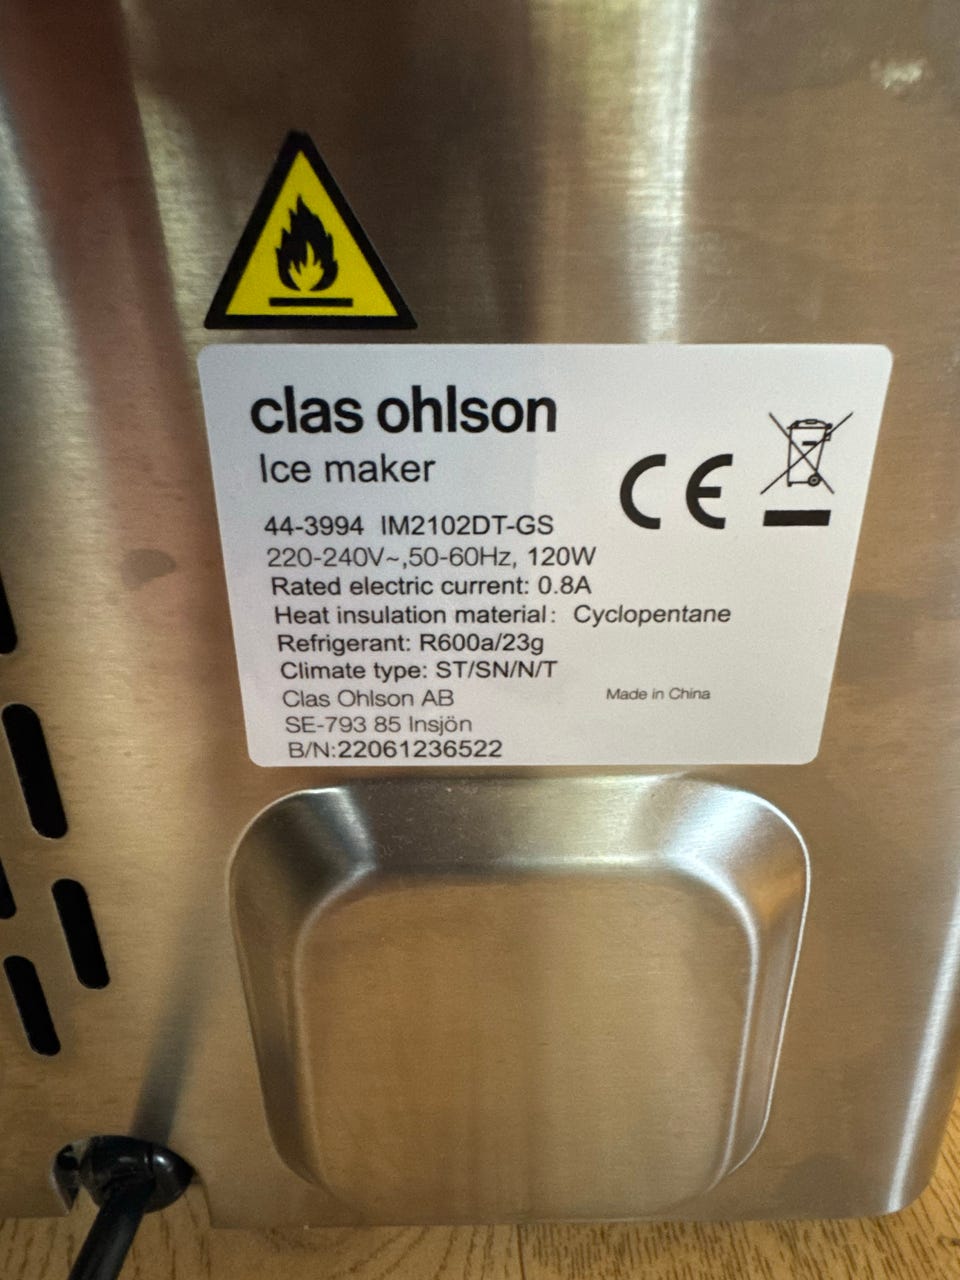 clas ohlson
Ice maker
CE
44-3994 IM2102DT-GS
220-240V~,50-60Hz, 120W
Rated electric current: 0.8A
Heat insulation material: Cyclopentane
Refrigerant: R600a/23g
Climate type: ST/SN/N/T
Clas Ohlson AB
Made in China
SE-793 85 Insjön
B/N:22061236522